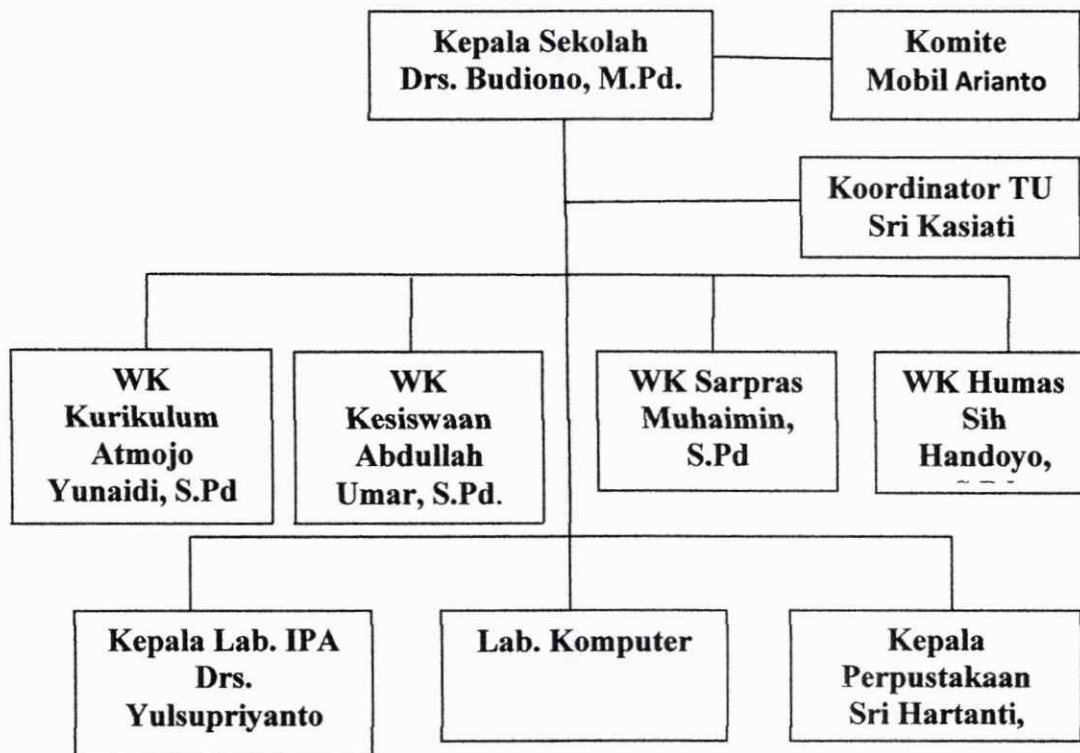 Kepala Sekolah
Drs. Budiono, M.Pd.
Komite
Mobil Arianto
Koordinator TU
Sri Kasiati
WK
Kurikulum
Atmojo
Yunaidi, S.Pd
WK
Kesiswaan
Abdullah
Umar, S.Pd.
WK Sarpras
Muhaimin,
S.Pd
WK Humas
Sih
Handoyo,
Kepala Lab. IPA
Drs.
Yulsupriyanto
Lab. Komputer
Kepala
Perpustakaan
Sri Hartanti,